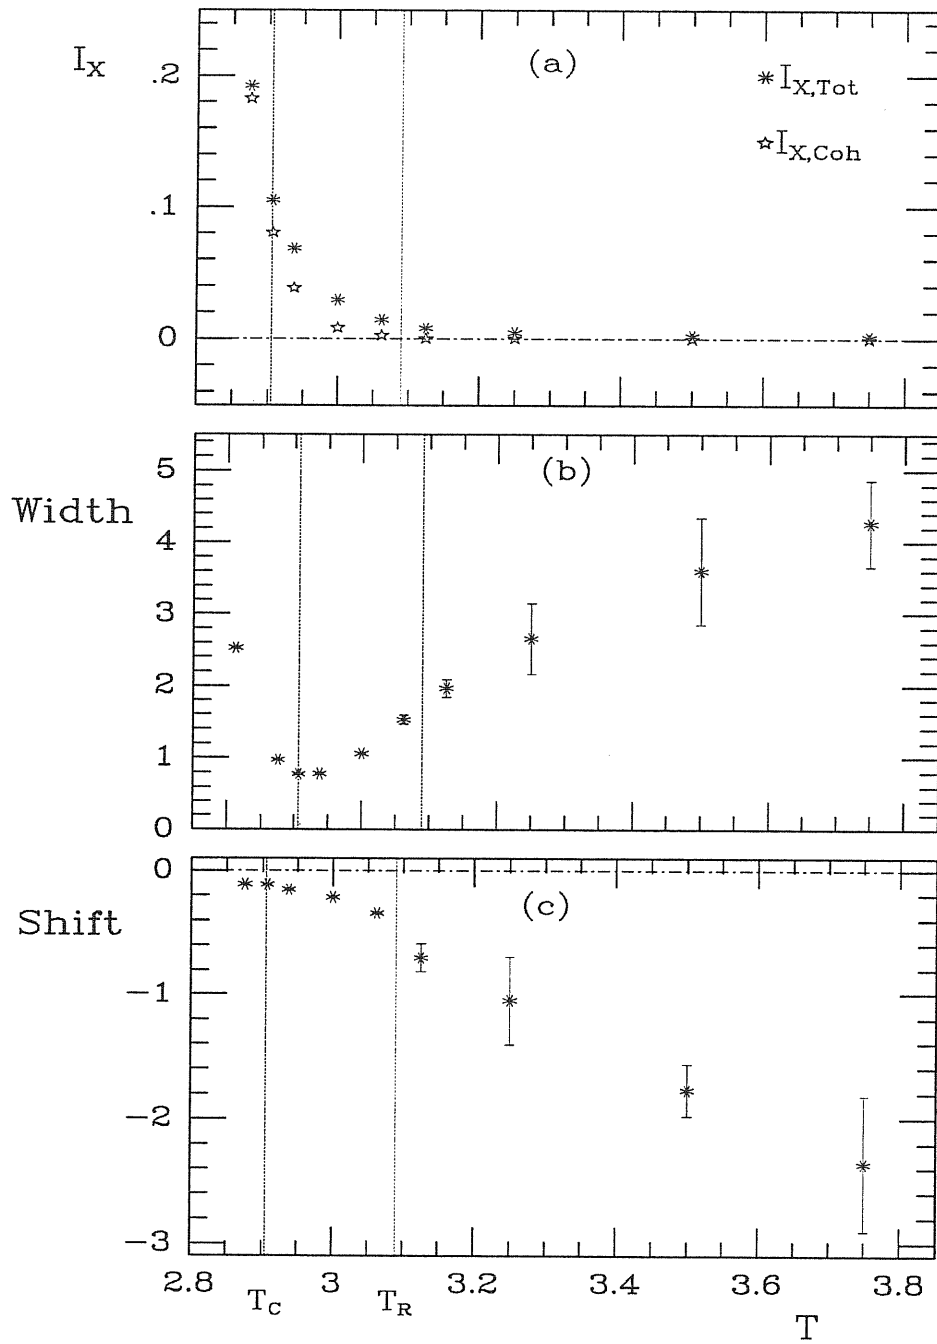 I_X
.2
.1
0
(a)
* I_X,Tot
☆ I_X,Coh
Width
5
4
3
2
1
0
(b)
Shift
0
−1
−2
−3
(c)
2.8 3 3.2 3.4 3.6 3.8
T_C T_R T